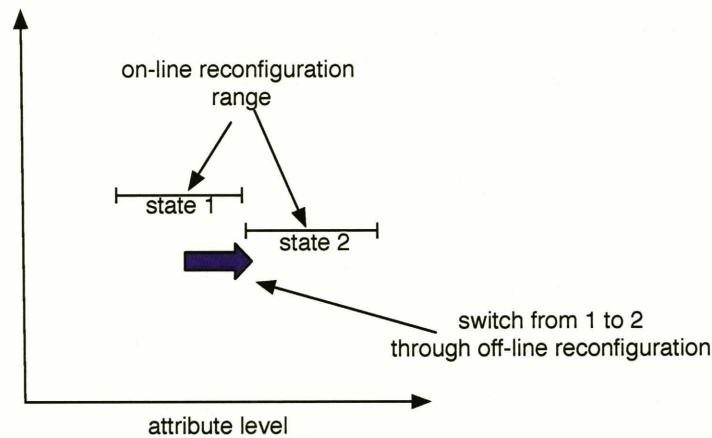 on-line reconfiguration
range
state 1
state 2
switch from 1 to 2
through off-line reconfiguration
attribute level